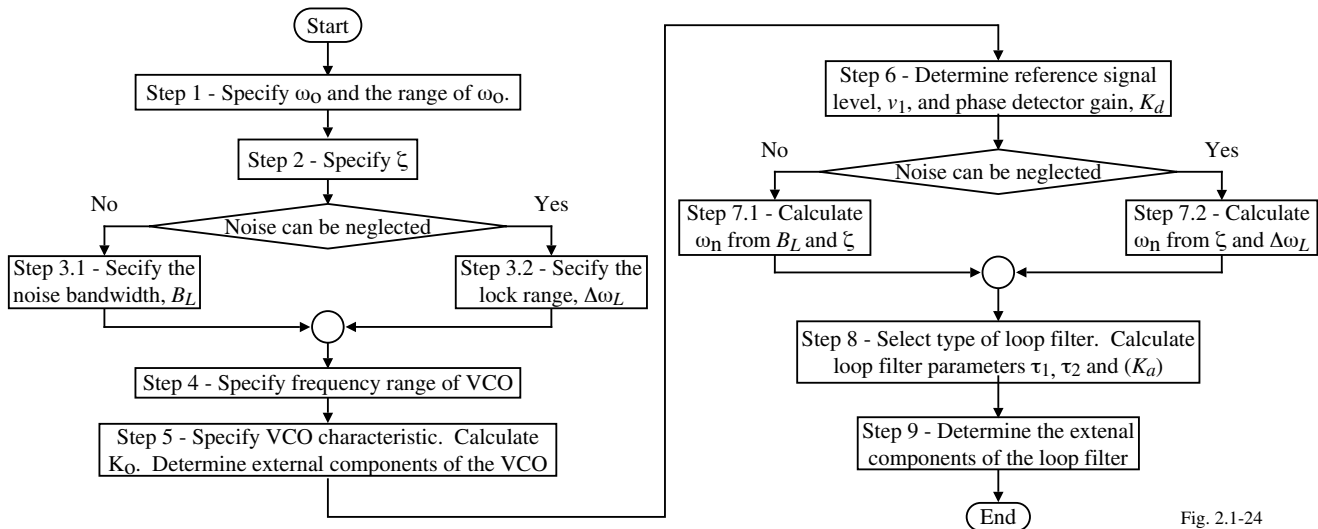 Start
Step 1 - Specify ωo and the range of ωo.
Step 2 - Specify ζ
No
Yes
Noise can be neglected
Step 3.1 - Secify the
noise bandwidth, BL
Step 3.2 - Secify the
lock range, ΔωL
Step 4 - Specify frequency range of VCO
Step 5 - Specify VCO characteristic. Calculate
Ko. Determine external components of the VCO
Step 6 - Determine reference signal
level, v1, and phase detector gain, Kd
No
Yes
Noise can be neglected
Step 7.1 - Calculate
ωn from BL and ζ
Step 7.2 - Calculate
ωn from ζ and ΔωL
Step 8 - Select type of loop filter. Calculate
loop filter parameters τ1, τ2 and (Ka)
Step 9 - Determine the extenal
components of the loop filter
End
Fig. 2.1-24